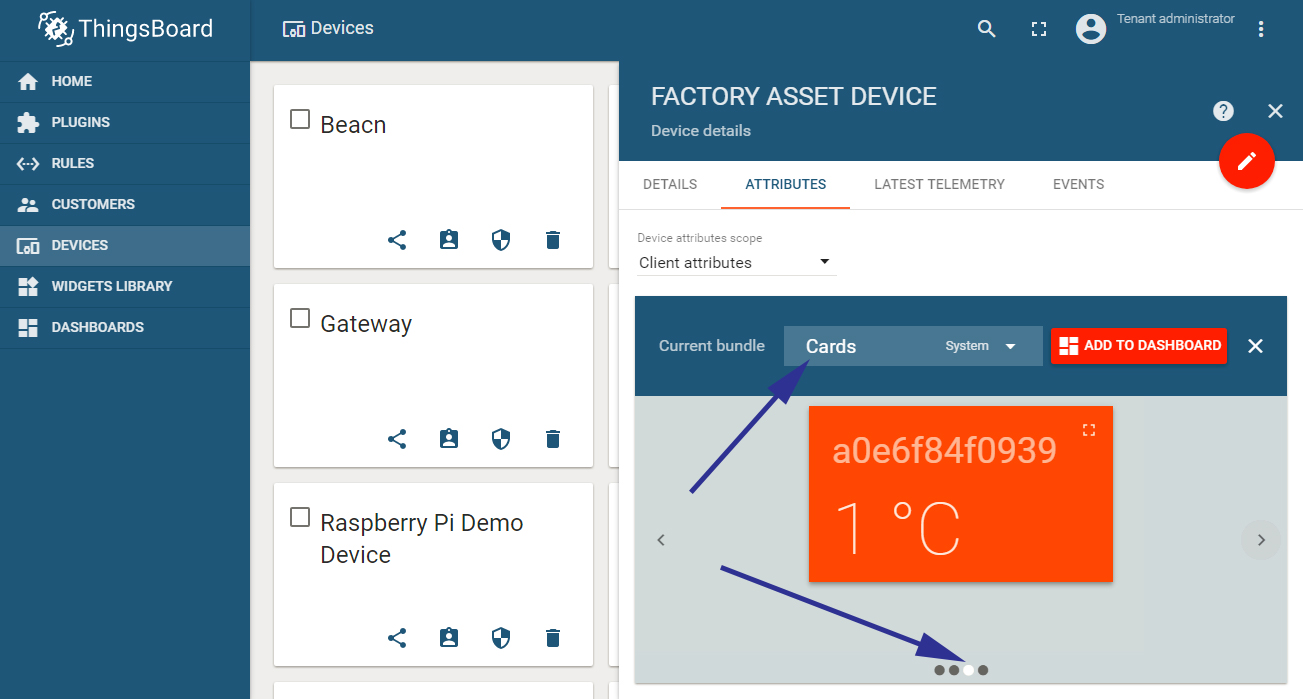 ThingsBoard
Devices
Tenant administrator
HOME
PLUGINS
RULES
CUSTOMERS
DEVICES
WIDGETS LIBRARY
DASHBOARDS
Beacn
Gateway
Raspberry Pi Demo
Device
FACTORY ASSET DEVICE
Device details
?
DETAILS ATTRIBUTES LATEST TELEMETRY EVENTS
Device attributes scope
Client attributes
Current bundle Cards System ADD TO DASHBOARD
a0e6f84f0939
1 °C